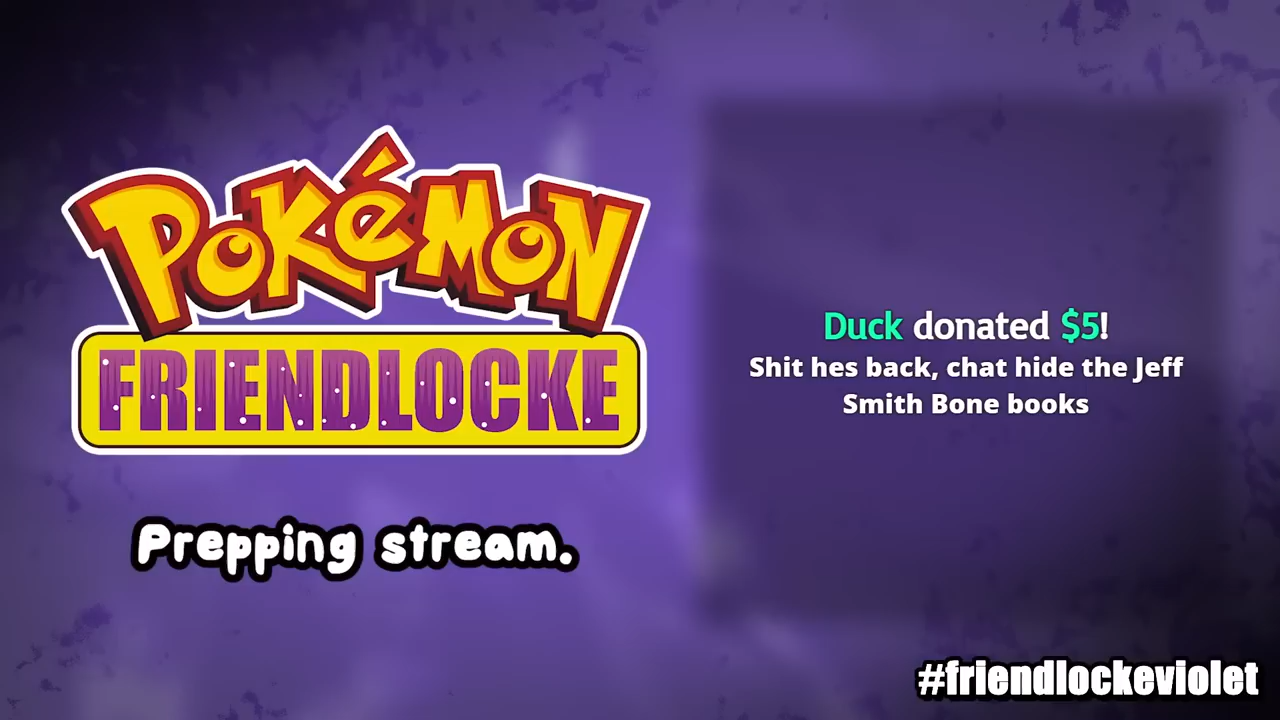 POKéMON
FRIENDLOCKE
Prepping stream.
Duck donated $5!
Shit hes back, chat hide the Jeff
Smith Bone books
#friendlockeviolet